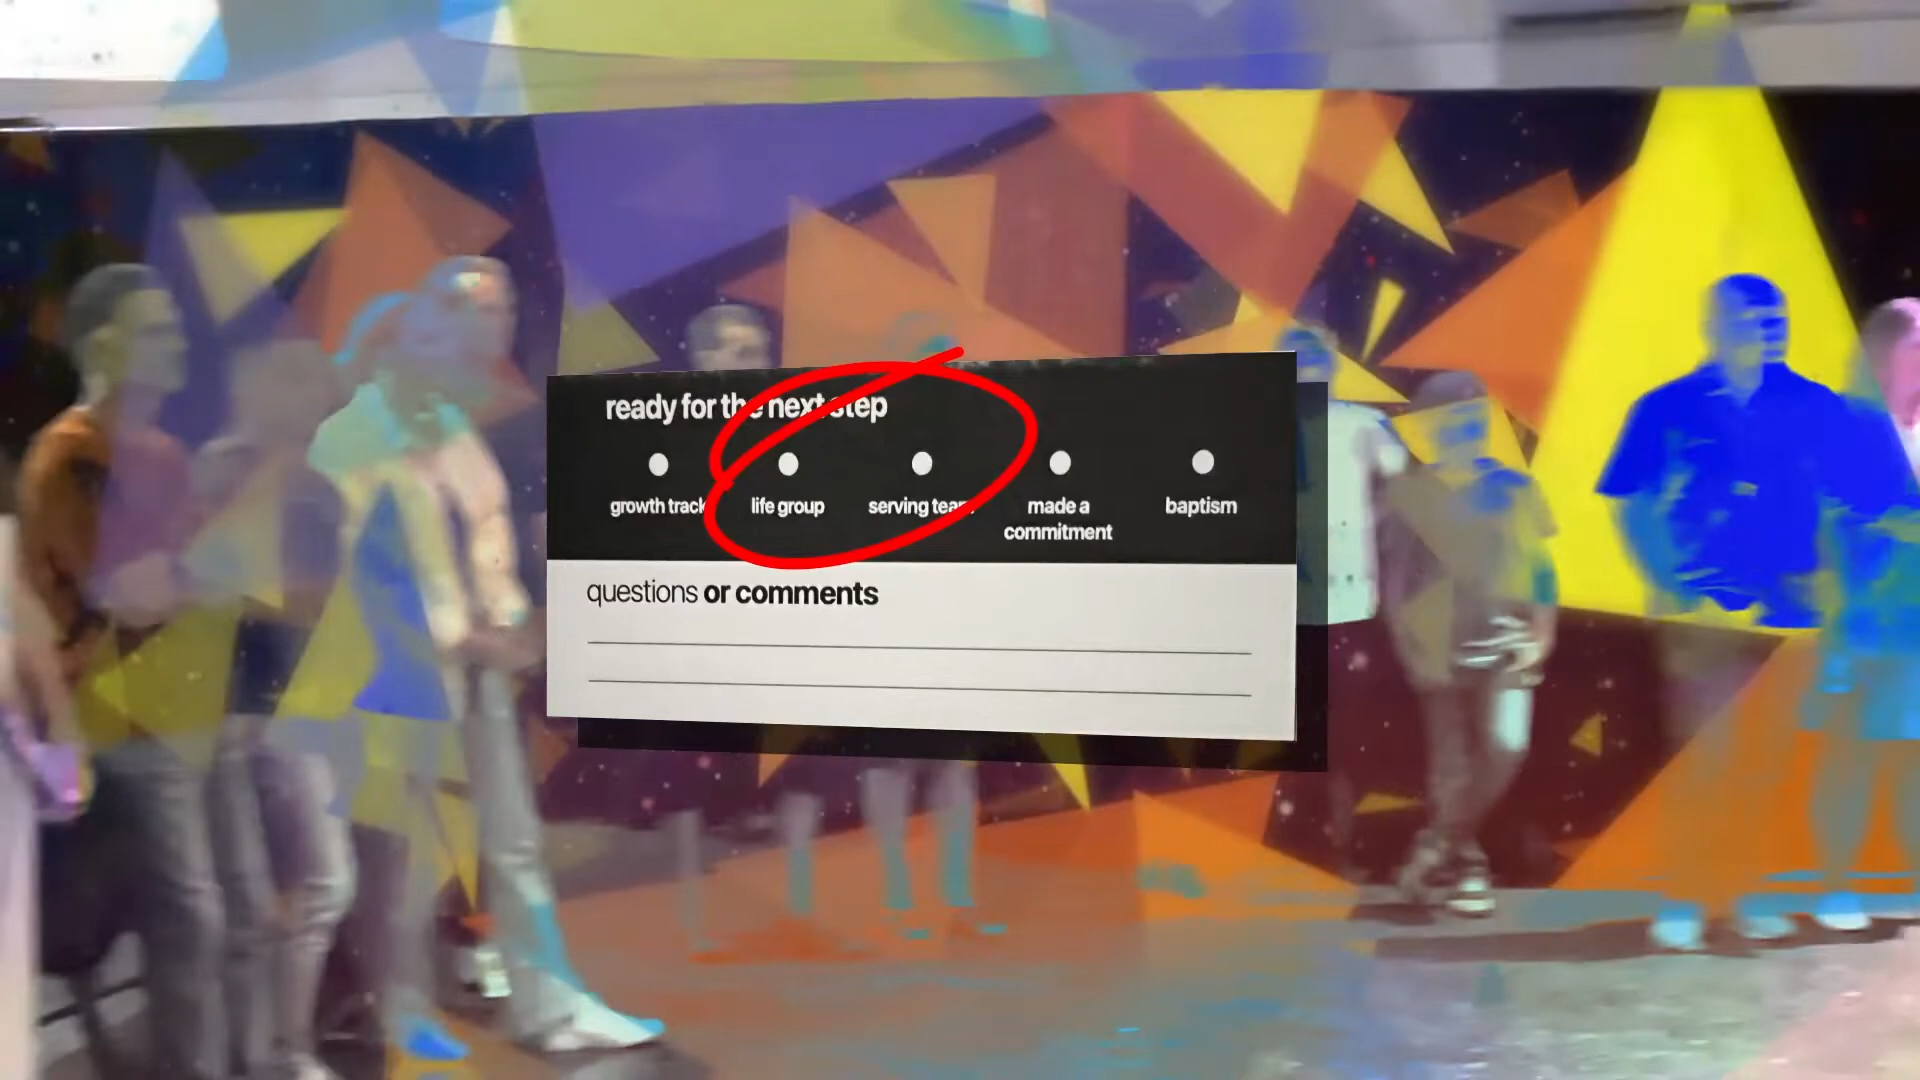 ready for the next step
growth track life group serving team made a commitment baptism
questions or comments